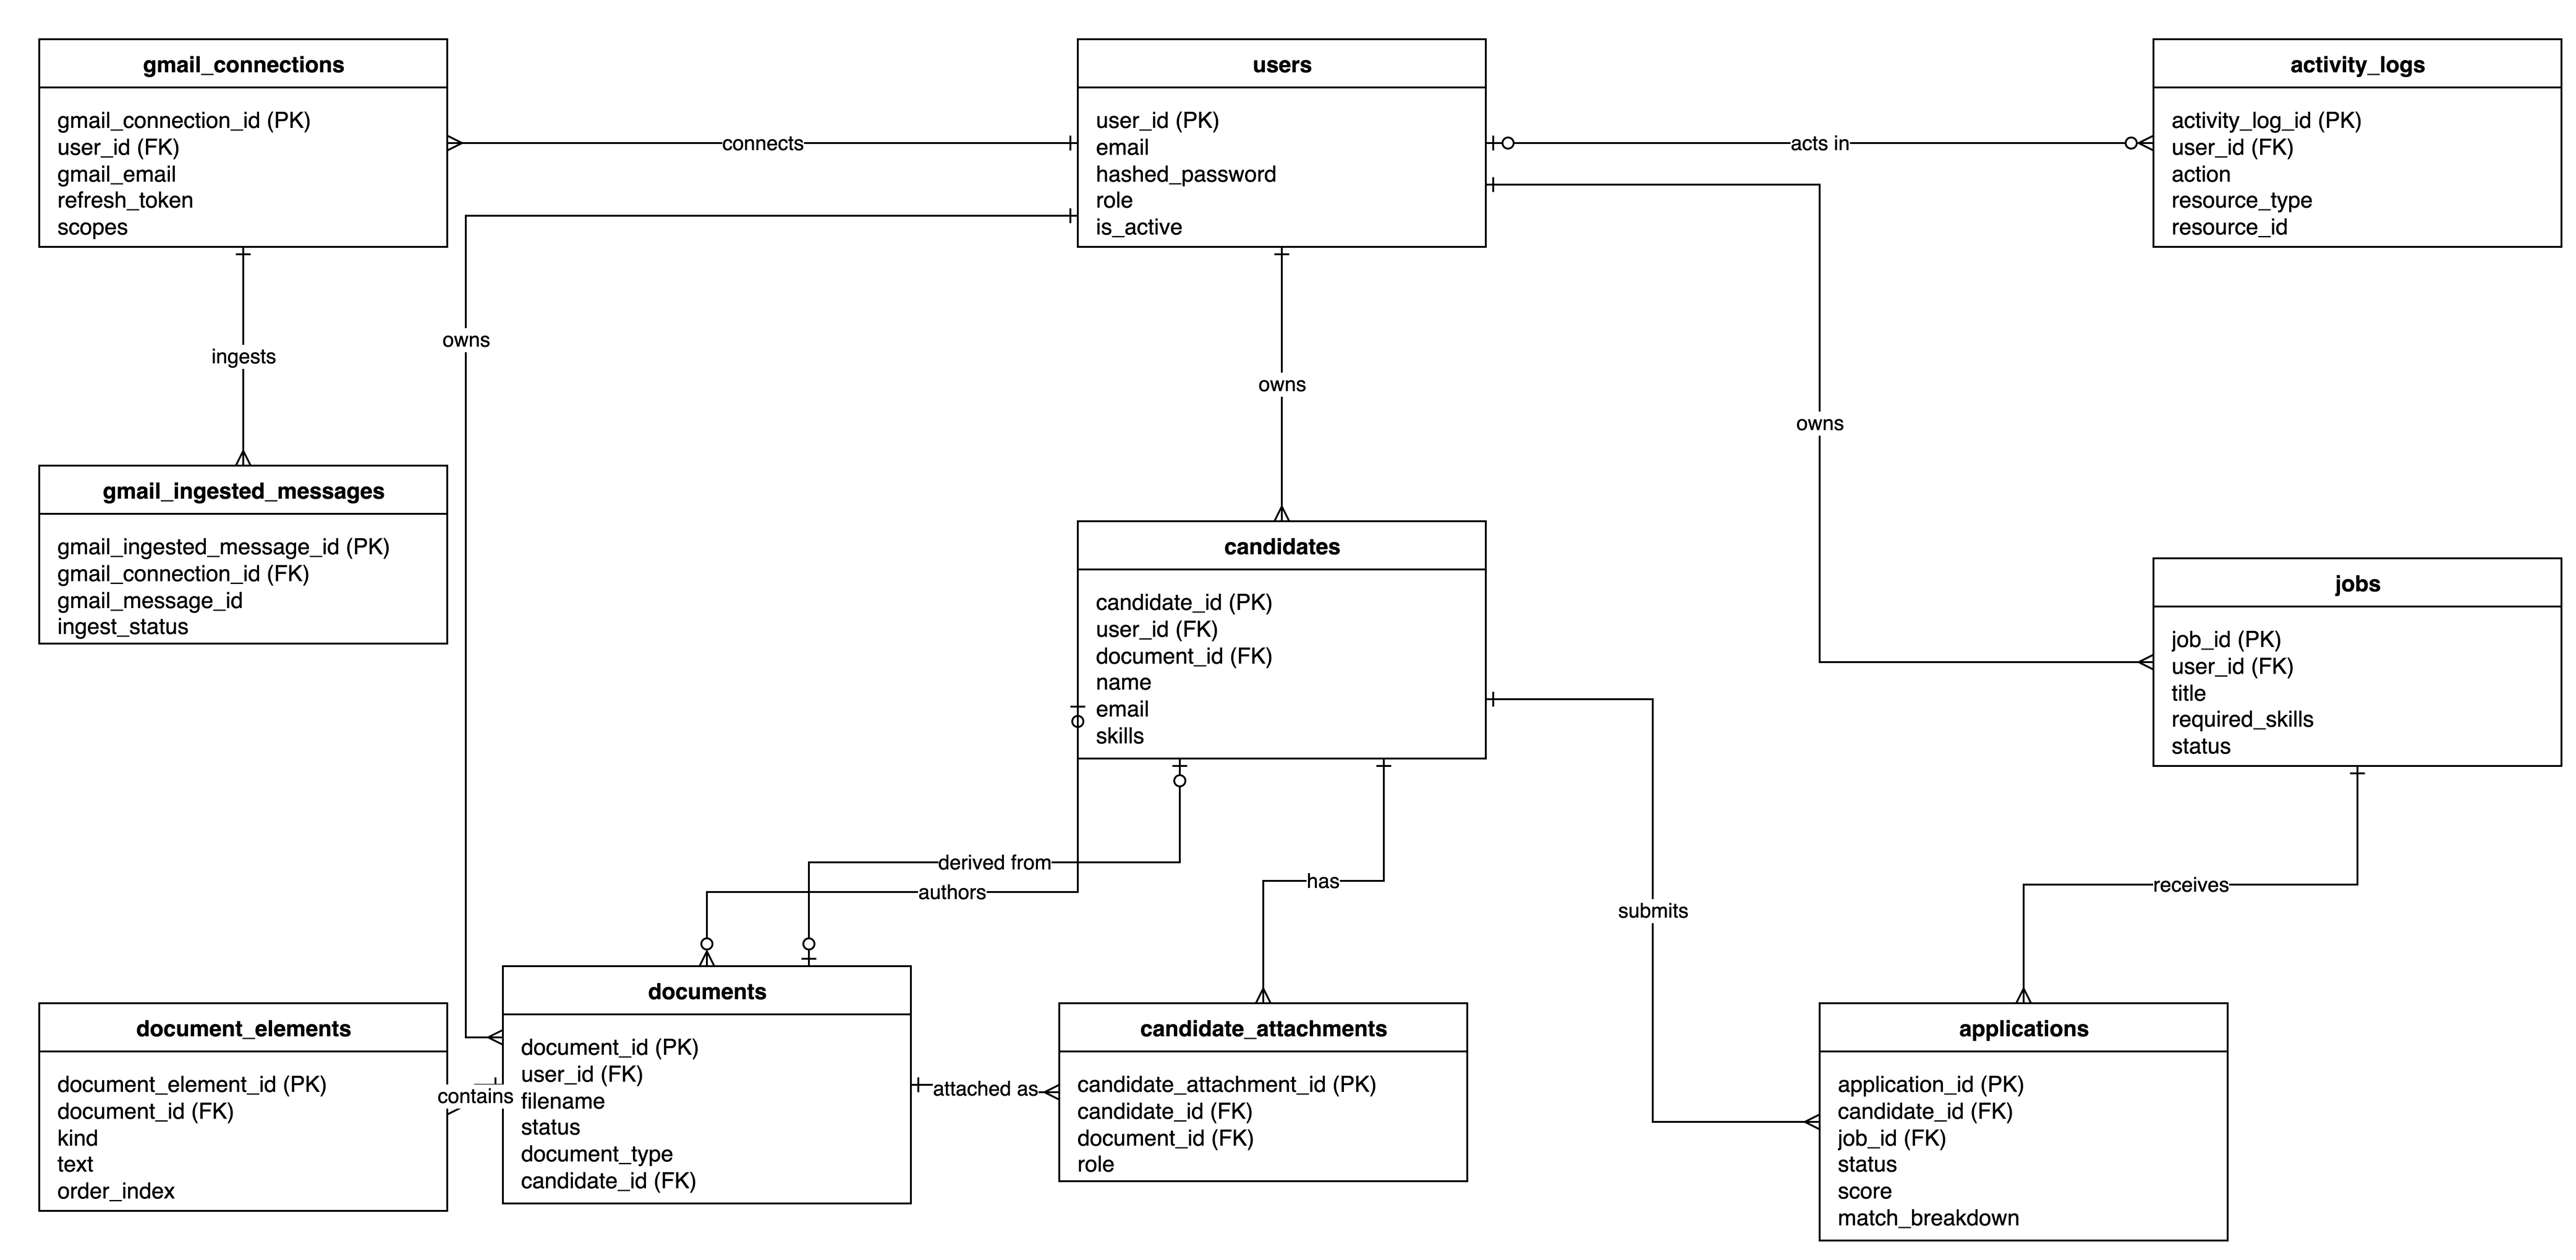 gmail_connections
gmail_connection_id (PK)
user_id (FK)
gmail_email
refresh_token
scopes
connects
users
user_id (PK)
email
hashed_password
role
is_active
acts in
activity_logs
activity_log_id (PK)
user_id (FK)
action
resource_type
resource_id
ingests
owns
owns
owns
gmail_ingested_messages
gmail_ingested_message_id (PK)
gmail_connection_id (FK)
gmail_message_id
ingest_status
candidates
candidate_id (PK)
user_id (FK)
document_id (FK)
name
email
skills
jobs
job_id (PK)
user_id (FK)
title
required_skills
status
derived from
authors
has
submits
receives
document_elements
document_element_id (PK)
document_id (FK)
kind
text
order_index
contains
documents
document_id (PK)
user_id (FK)
filename
status
document_type
candidate_id (FK)
attached as
candidate_attachments
candidate_attachment_id (PK)
candidate_id (FK)
document_id (FK)
role
applications
application_id (PK)
candidate_id (FK)
job_id (FK)
status
score
match_breakdown